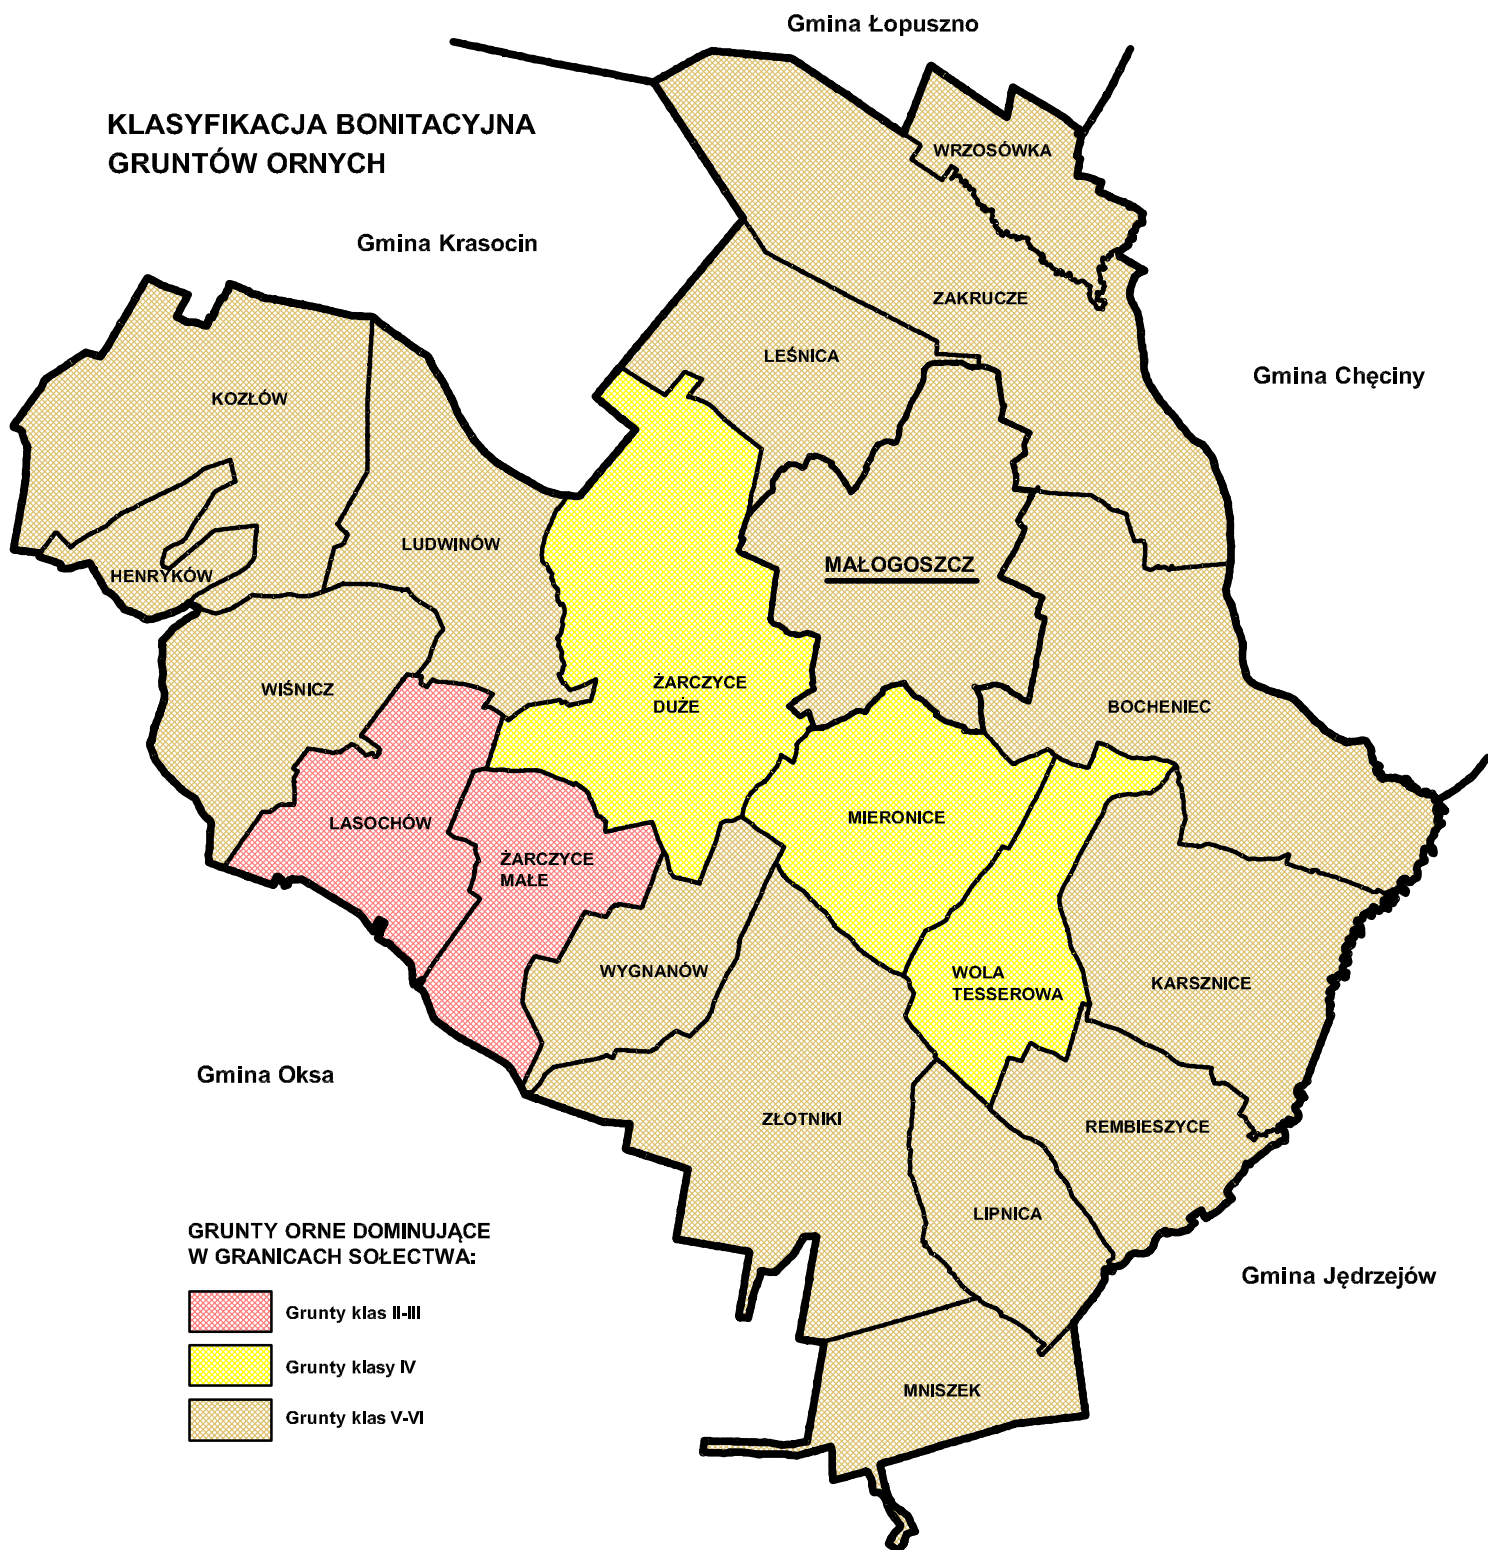 Gmina Łopuszno
KLASYFIKACJA BONITACYJNA
GRUNTÓW ORNYCH
WRZOSÓWKA
Gmina Krasocin
ZAKRUCZE
LEŚNICA
Gmina Chęciny
KOZŁÓW
LUDWINÓW
MAŁOGOSZCZ
HENRYKÓW
WIŚNICZ
ŻARCZYCE
DUŻE
BOCHENIEC
LASOCHÓW
MIERONICE
ŻARCZYCE
MAŁE
WYGNANÓW
WOLA
TESSEROWA
KARSZNICE
Gmina Oksa
ZŁOTNIKI
REMBIESZYCE
LIPNICA
GRUNTY ORNE DOMINUJĄCE
W GRANICACH SOŁECTWA:
Gmina Jędrzejów
Grunty klas II-III
Grunty klasy IV
Grunty klas V-VI
MNISZEK